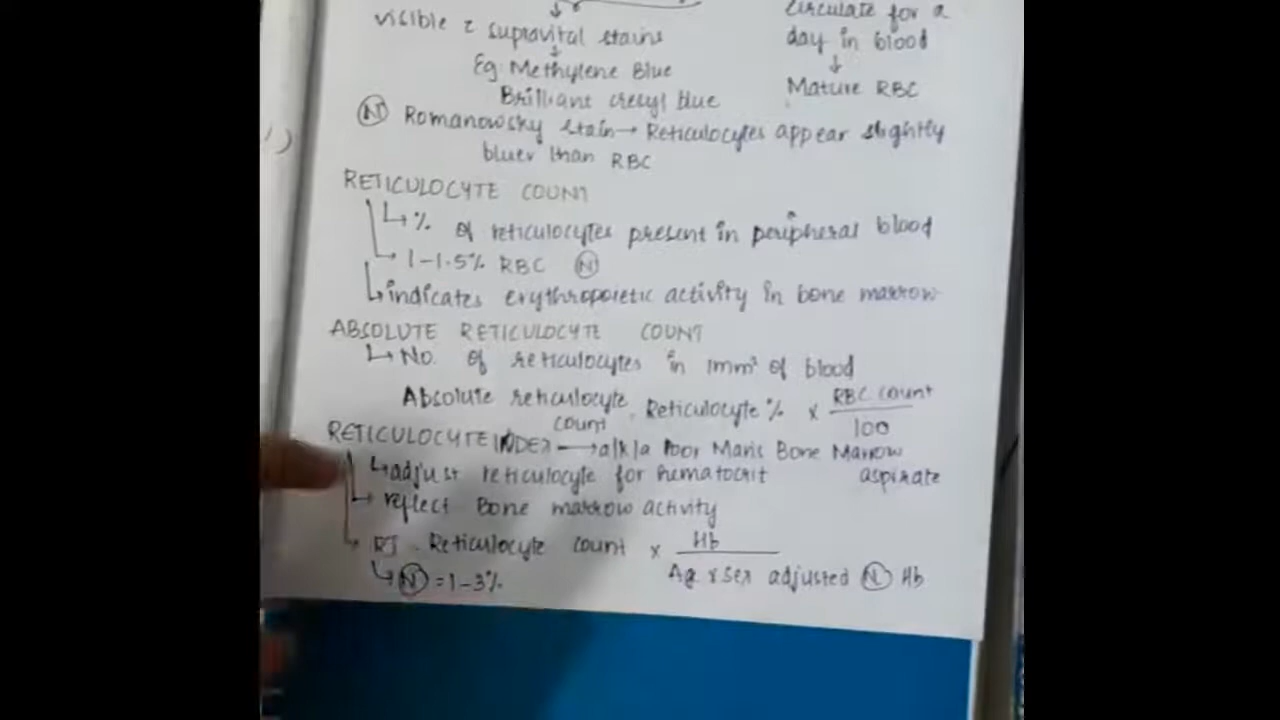 circulate for a
visible c̄ supravital stains
day in blood
Eg: Methylene Blue
Mature RBC
Brilliant cresyl blue
(N) Romanowsky stain → Reticulocytes appear slightly
bluer than RBC
RETICULOCYTE COUNT
% of reticulocytes present in peripheral blood
1-1.5% RBC (N)
indicates erythropoietic activity in bone marrow
ABSOLUTE RETICULOCYTE COUNT
No. of reticulocytes in 1mm³ of blood
Absolute reticulocyte count = Reticulocyte % × RBC count
100
RETICULOCYTE INDEX → a/k/a Poor Man's Bone Marrow
adjust reticulocyte for hematocrit aspirate
reflect Bone marrow activity
RI = Reticulocyte count × Hb
Age & Sex adjusted (N) Hb
(N) = 1-3%